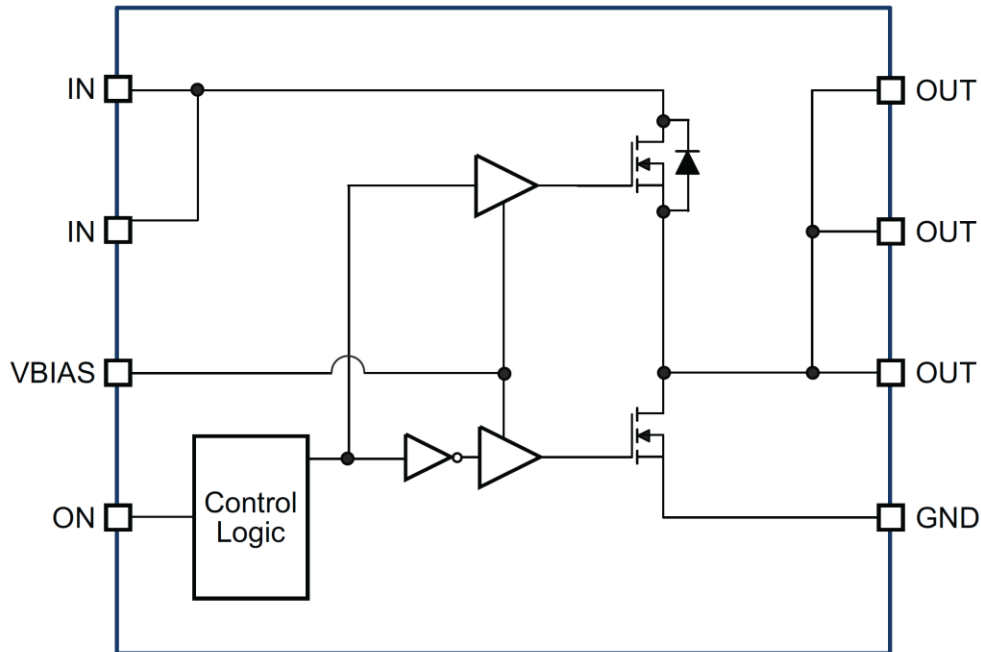 IN
OUT
IN
OUT
VBIAS
OUT
Control
Logic
ON
GND